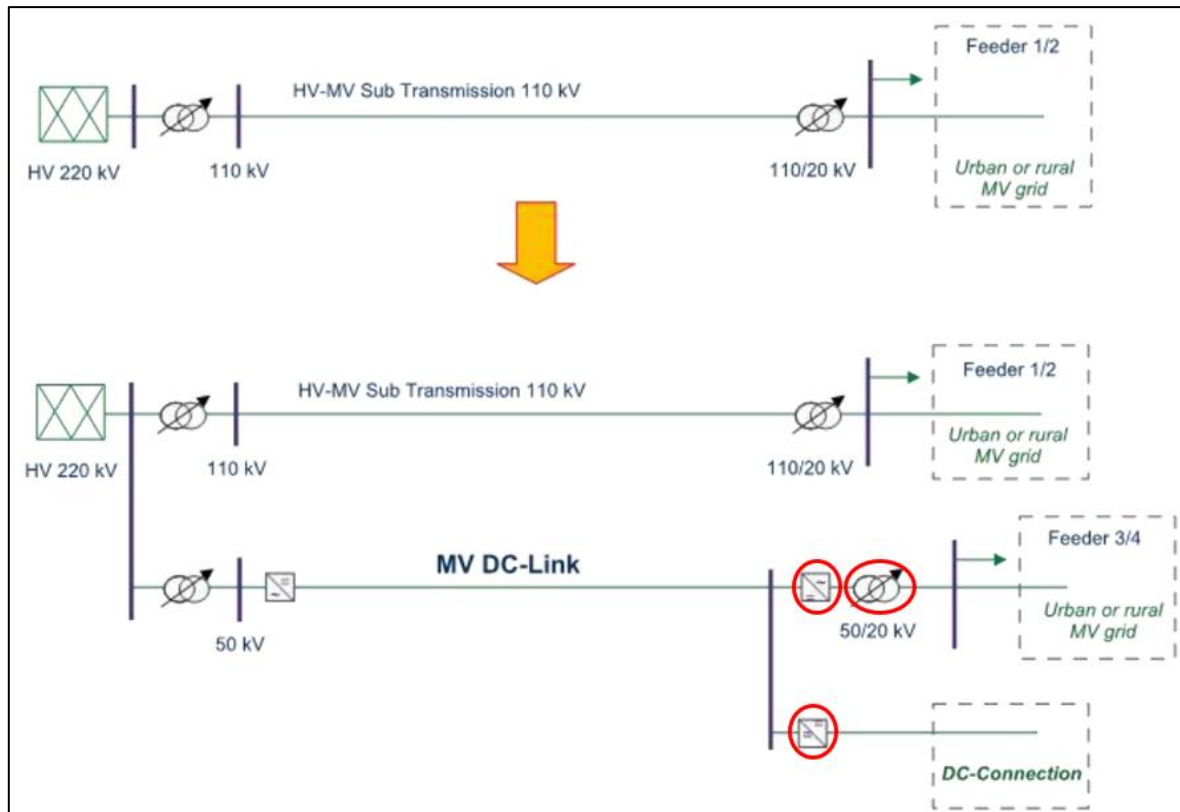 Feeder 1/2
HV-MV Sub Transmission 110 kV
HV 220 kV
110 kV
110/20 kV
Urban or rural
MV grid
Feeder 1/2
HV-MV Sub Transmission 110 kV
HV 220 kV
110 kV
110/20 kV
Urban or rural
MV grid
MV DC-Link
Feeder 3/4
50 kV
50/20 kV
Urban or rural
MV grid
DC-Connection